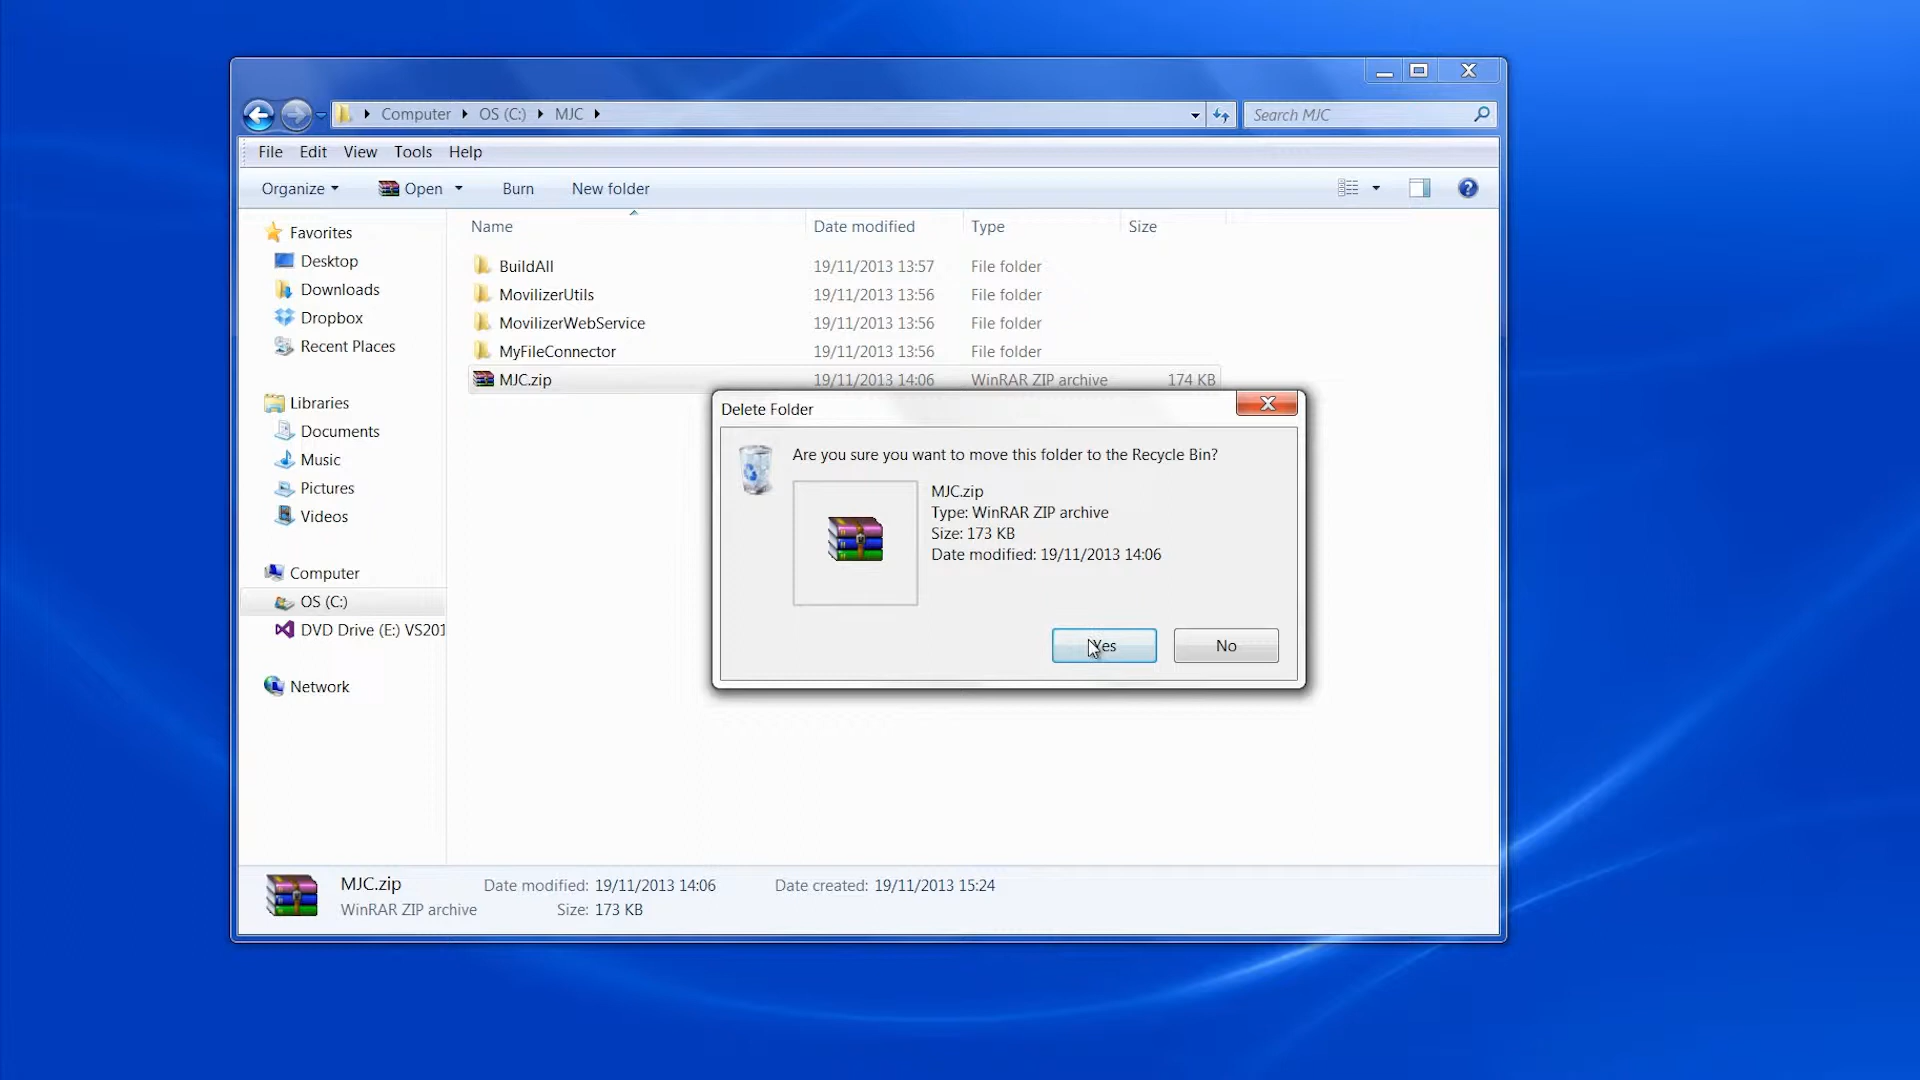 Computer OS (C:) MJC
Search MJC
File Edit View Tools Help
Organize Open Burn New folder
Name Date modified Type Size
Favorites
Desktop
Downloads
Dropbox
Recent Places
Libraries
Documents
Music
Pictures
Videos
Computer
OS (C:)
DVD Drive (E:) VS201
Network
BuildAll 19/11/2013 13:57 File folder
MovilizerUtils 19/11/2013 13:56 File folder
MovilizerWebService 19/11/2013 13:56 File folder
MyFileConnector 19/11/2013 13:56 File folder
MJC.zip 19/11/2013 14:06 WinRAR ZIP archive 174 KB
Delete Folder
Are you sure you want to move this folder to the Recycle Bin?
MJC.zip
Type: WinRAR ZIP archive
Size: 173 KB
Date modified: 19/11/2013 14:06
Yes No
MJC.zip Date modified: 19/11/2013 14:06 Date created: 19/11/2013 15:24
WinRAR ZIP archive Size: 173 KB